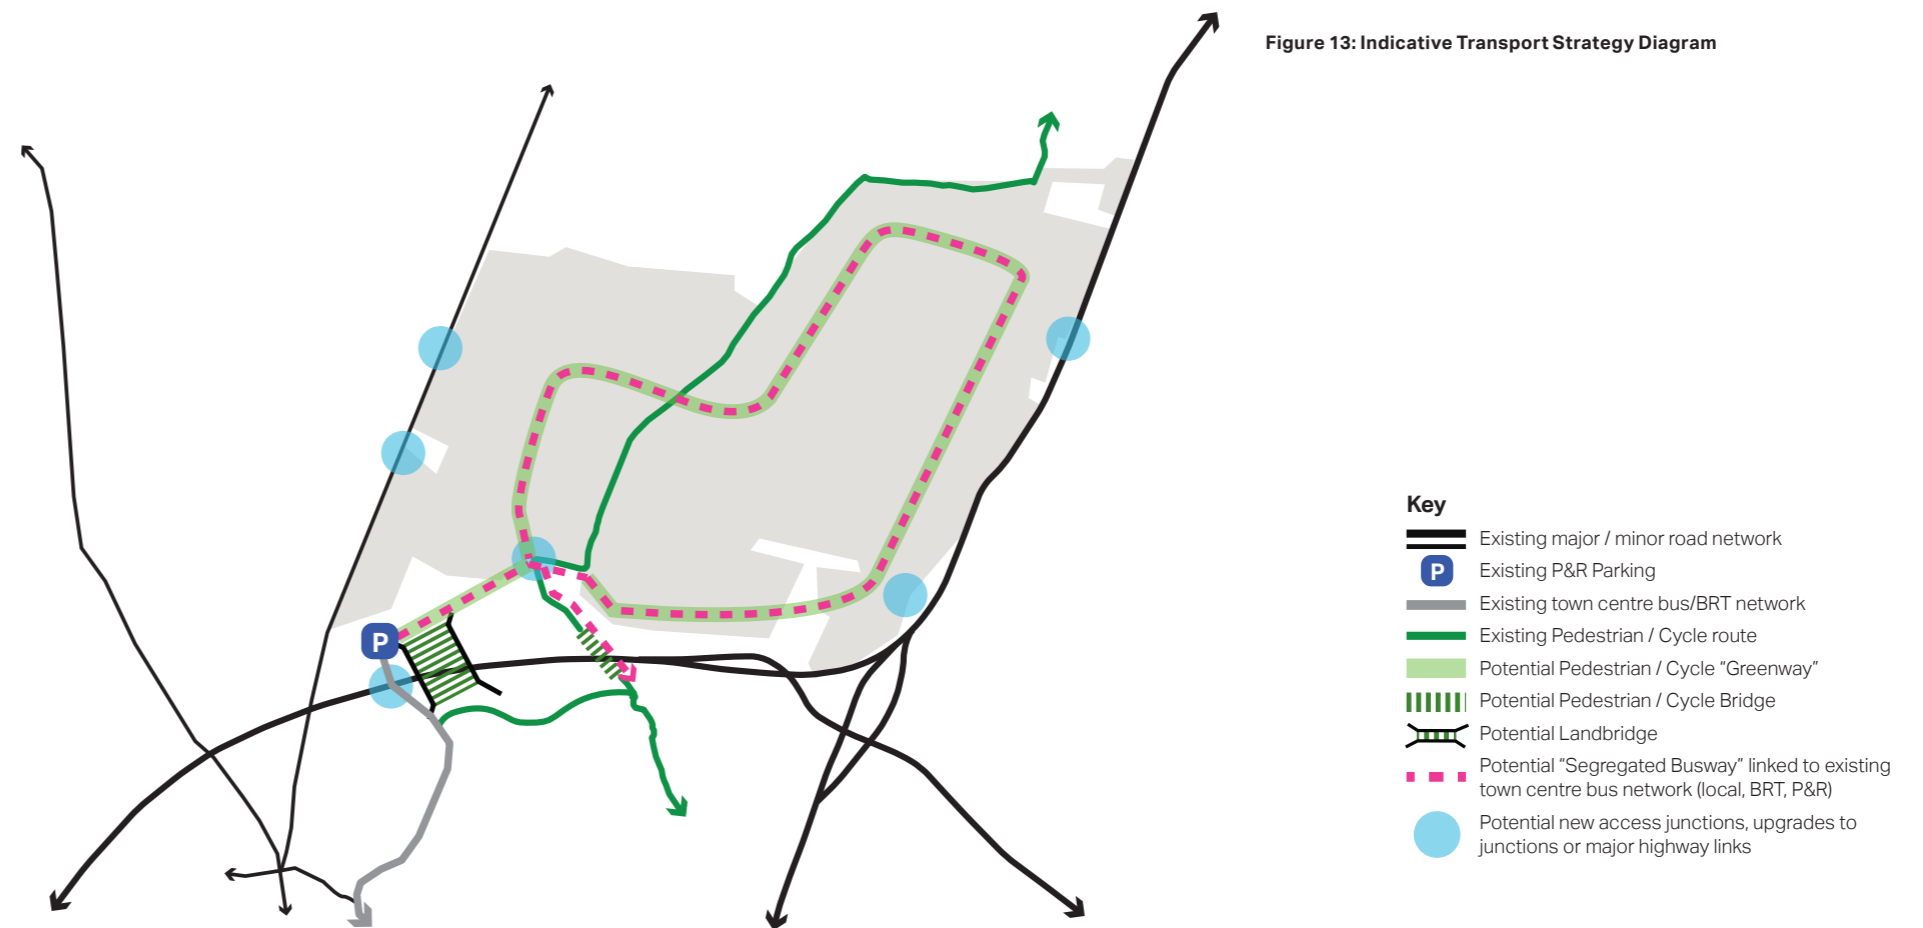 Figure 13: Indicative Transport Strategy Diagram
P
Key
Existing major / minor road network
P
Existing P&R Parking
Existing town centre bus/BRT network
Existing Pedestrian / Cycle route
Potential Pedestrian / Cycle “Greenway”
Potential Pedestrian / Cycle Bridge
Potential Landbridge
Potential “Segregated Busway” linked to existing
town centre bus network (local, BRT, P&R)
Potential new access junctions, upgrades to
junctions or major highway links